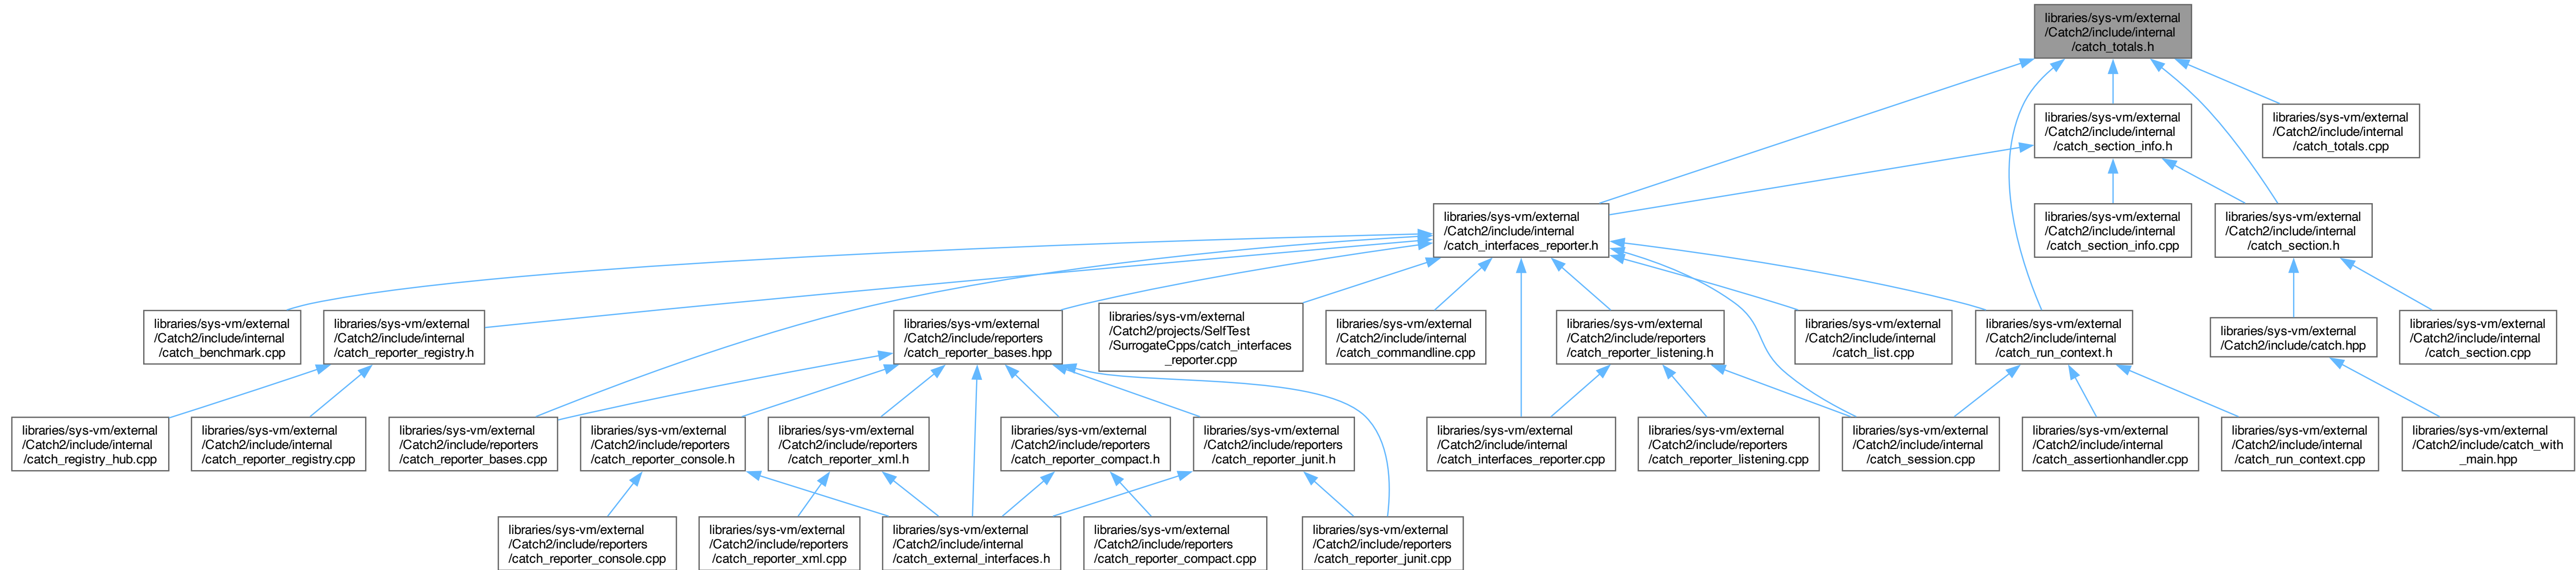 libraries/sys-vm/external
/Catch2/include/internal
/catch_totals.h
libraries/sys-vm/external
/Catch2/include/internal
/catch_section_info.h
libraries/sys-vm/external
/Catch2/include/internal
/catch_totals.cpp
libraries/sys-vm/external
/Catch2/include/internal
/catch_interfaces_reporter.h
libraries/sys-vm/external
/Catch2/include/internal
/catch_section_info.cpp
libraries/sys-vm/external
/Catch2/include/internal
/catch_section.h
libraries/sys-vm/external
/Catch2/include/internal
/catch_benchmark.cpp
libraries/sys-vm/external
/Catch2/include/internal
/catch_reporter_registry.h
libraries/sys-vm/external
/Catch2/include/reporters
/catch_reporter_bases.hpp
libraries/sys-vm/external
/Catch2/projects/SelfTest
/SurrogateCpps/catch_interfaces
_reporter.cpp
libraries/sys-vm/external
/Catch2/include/internal
/catch_commandline.cpp
libraries/sys-vm/external
/Catch2/include/reporters
/catch_reporter_listening.h
libraries/sys-vm/external
/Catch2/include/internal
/catch_list.cpp
libraries/sys-vm/external
/Catch2/include/internal
/catch_run_context.h
libraries/sys-vm/external
/Catch2/include/catch.hpp
libraries/sys-vm/external
/Catch2/include/internal
/catch_section.cpp
libraries/sys-vm/external
/Catch2/include/internal
/catch_registry_hub.cpp
libraries/sys-vm/external
/Catch2/include/internal
/catch_reporter_registry.cpp
libraries/sys-vm/external
/Catch2/include/reporters
/catch_reporter_bases.cpp
libraries/sys-vm/external
/Catch2/include/reporters
/catch_reporter_console.h
libraries/sys-vm/external
/Catch2/include/reporters
/catch_reporter_xml.h
libraries/sys-vm/external
/Catch2/include/reporters
/catch_reporter_compact.h
libraries/sys-vm/external
/Catch2/include/reporters
/catch_reporter_junit.h
libraries/sys-vm/external
/Catch2/include/internal
/catch_interfaces_reporter.cpp
libraries/sys-vm/external
/Catch2/include/reporters
/catch_reporter_listening.cpp
libraries/sys-vm/external
/Catch2/include/internal
/catch_session.cpp
libraries/sys-vm/external
/Catch2/include/internal
/catch_assertionhandler.cpp
libraries/sys-vm/external
/Catch2/include/internal
/catch_run_context.cpp
libraries/sys-vm/external
/Catch2/include/catch_with
_main.hpp
libraries/sys-vm/external
/Catch2/include/reporters
/catch_reporter_console.cpp
libraries/sys-vm/external
/Catch2/include/reporters
/catch_reporter_xml.cpp
libraries/sys-vm/external
/Catch2/include/internal
/catch_external_interfaces.h
libraries/sys-vm/external
/Catch2/include/reporters
/catch_reporter_compact.cpp
libraries/sys-vm/external
/Catch2/include/reporters
/catch_reporter_junit.cpp